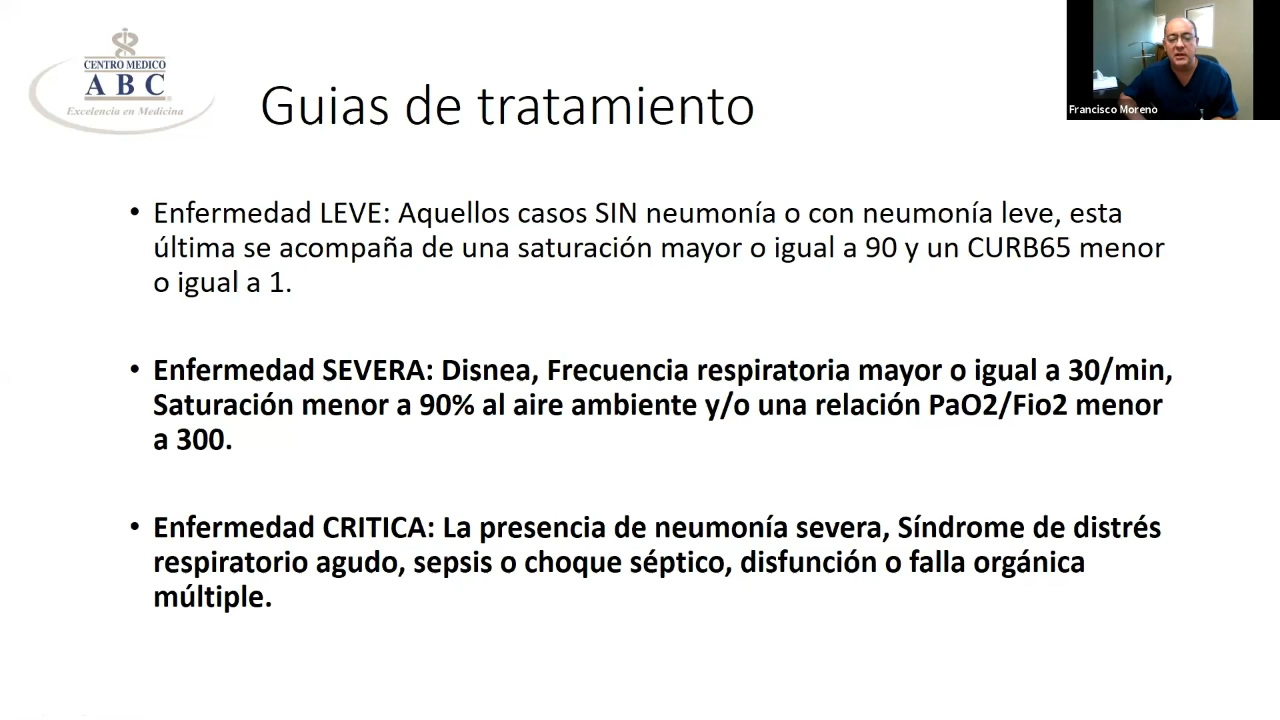 CENTRO MEDICO
A B C
Excelencia en Medicina
Guias de tratamiento
Francisco Moreno
• Enfermedad LEVE: Aquellos casos SIN neumonía o con neumonía leve, esta
última se acompaña de una saturación mayor o igual a 90 y un CURB65 menor
o igual a 1.
• Enfermedad SEVERA: Disnea, Frecuencia respiratoria mayor o igual a 30/min,
Saturación menor a 90% al aire ambiente y/o una relación PaO2/Fio2 menor
a 300.
• Enfermedad CRITICA: La presencia de neumonía severa, Síndrome de distrés
respiratorio agudo, sepsis o choque séptico, disfunción o falla orgánica
múltiple.